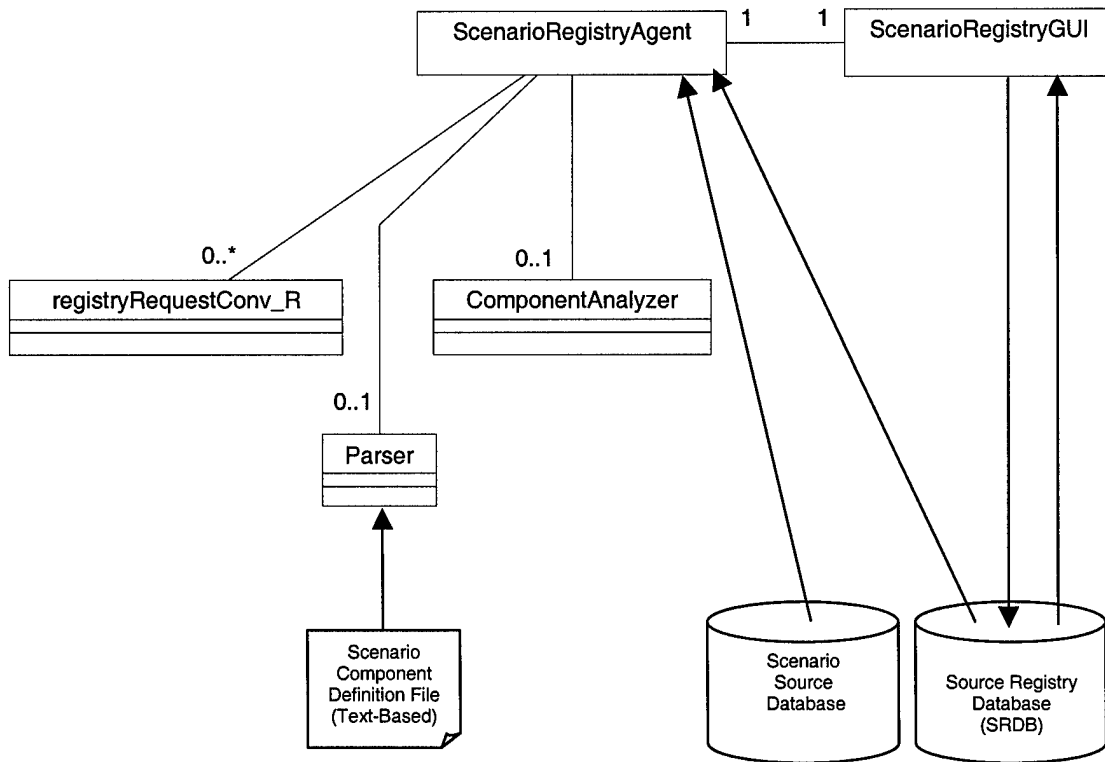 ScenarioRegistryAgent
1
1
ScenarioRegistryGUI
0..*
0..1
registryRequestConv_R
ComponentAnalyzer
0..1
Parser
Scenario
Component
Definition File
(Text-Based)
Scenario
Source
Database
Source Registry
Database
(SRDB)